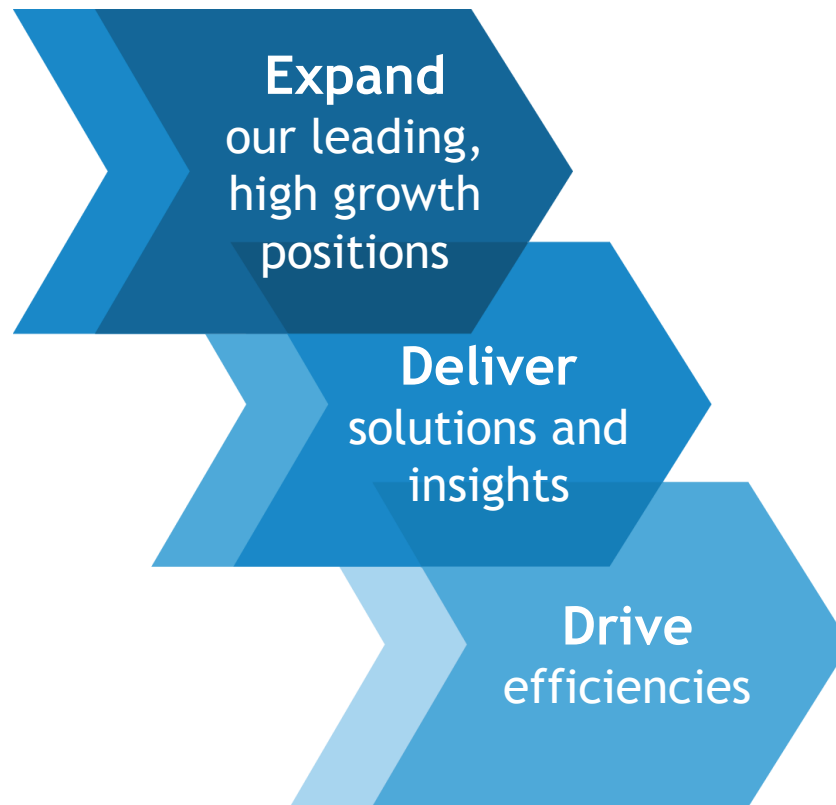 Expand
our leading,
high growth
positions
Deliver
solutions and
insights
Drive
efficiencies